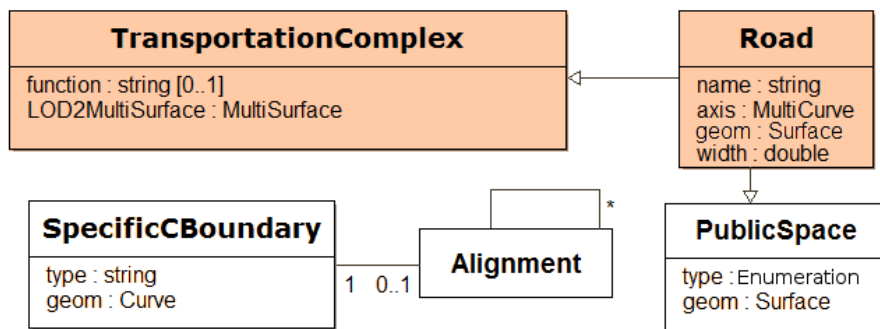 TransportationComplex
function : string [0..1]
LOD2MultiSurface : MultiSurface
Road
name : string
axis : MultiCurve
geom : Surface
width : double
SpecificCBoundary
type : string
geom : Curve
1 0..1
Alignment
*
PublicSpace
type : Enumeration
geom : Surface